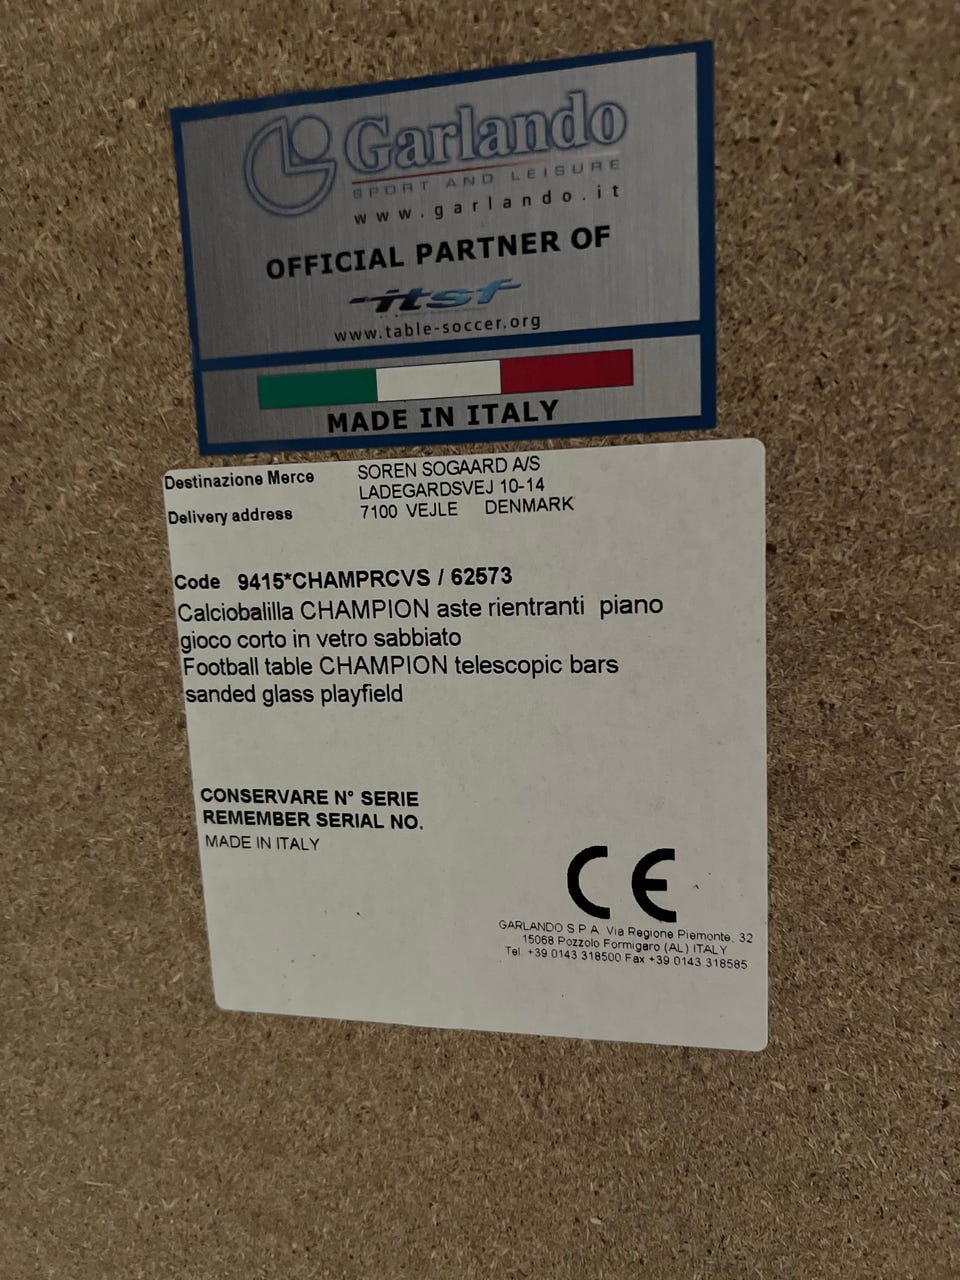 Garlando
SPORT AND LEISURE
www.garlando.it
OFFICIAL PARTNER OF
itsf
www.table-soccer.org
MADE IN ITALY
Destinazione Merce SOREN SOGAARD A/S
LADEGARDSVEJ 10-14
Delivery address 7100 VEJLE DENMARK
Code 9415*CHAMPRCVS / 62573
Calciobalilla CHAMPION aste rientranti piano
gioco corto in vetro sabbiato
Football table CHAMPION telescopic bars
sanded glass playfield
CONSERVARE N° SERIE
REMEMBER SERIAL NO.
MADE IN ITALY
CE
GARLANDO S.P.A. Via Regione Piemonte, 32
15068 Pozzolo Formigaro (AL) ITALY
Tel. +39 0143 318500 Fax +39 0143 318585